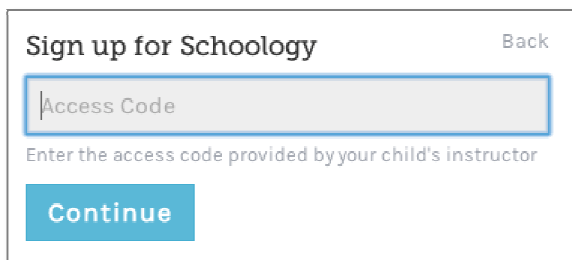 Sign up for Schoology Back
Access Code
Enter the access code provided by your child's instructor
Continue